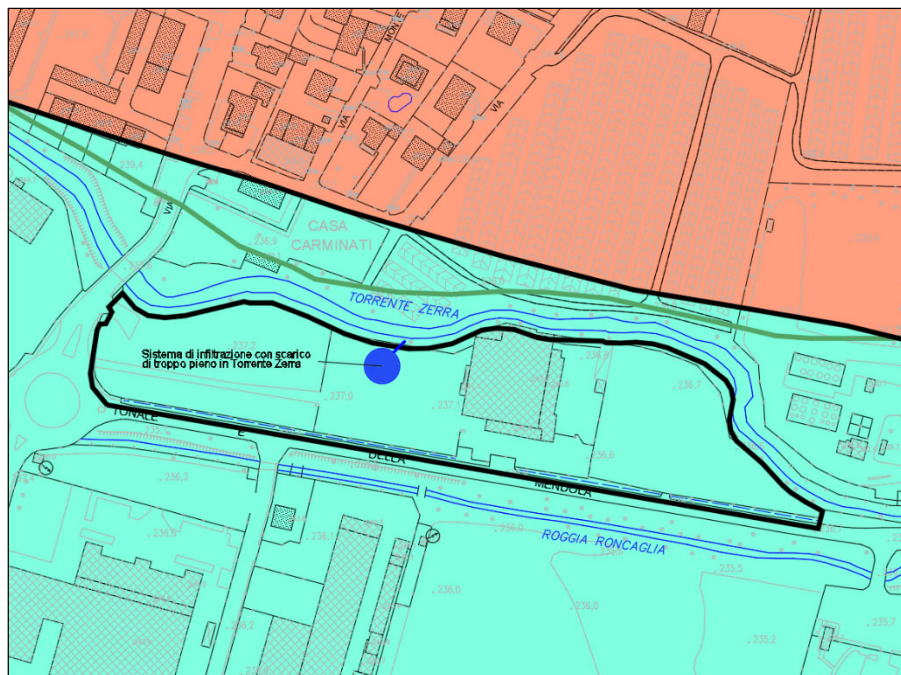 MONTE
VIA
VIA
239,4
VIA
CASA
CARMINATI
236,9
TORRENTE ZERRA
237,2
Sistema di infiltrazione con scarico
di troppo pieno in Torrente Zerra
236,8
236,7
237,0
237,1
TONALE
E
DELLA
236,6
MENDOLA
236,3
236,0
ROGGIA RONCAGLIA
235,5
236,0
236,0
236,2
235,2
235,7